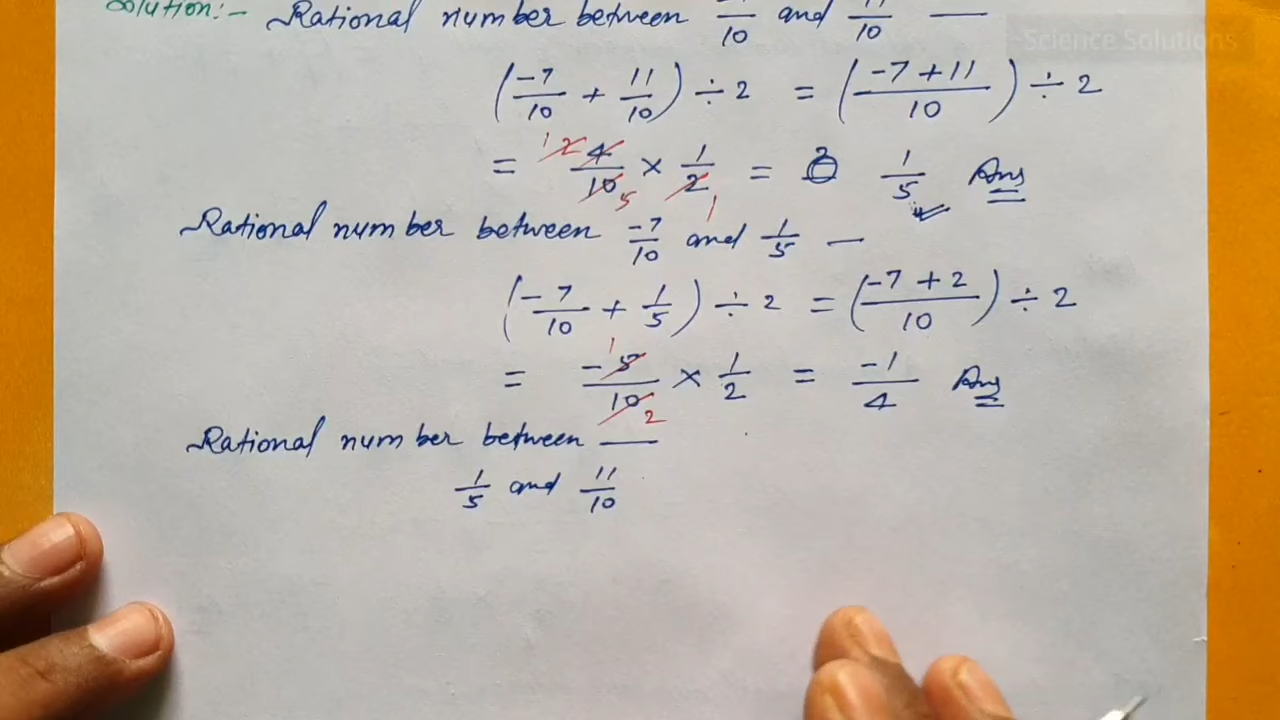 Solution:- Rational number between /10 and 11/10 —
Science Solutions
(-7/10 + 11/10) ÷ 2 = (-7 + 11/10) ÷ 2
= 4/10 × 1/2 = 1/5 Ans
Rational number between -7/10 and 1/5 —
(-7/10 + 1/5) ÷ 2 = (-7 + 2/10) ÷ 2
= -5/10 × 1/2 = -1/4 Ans
Rational number between —
1/5 and 11/10